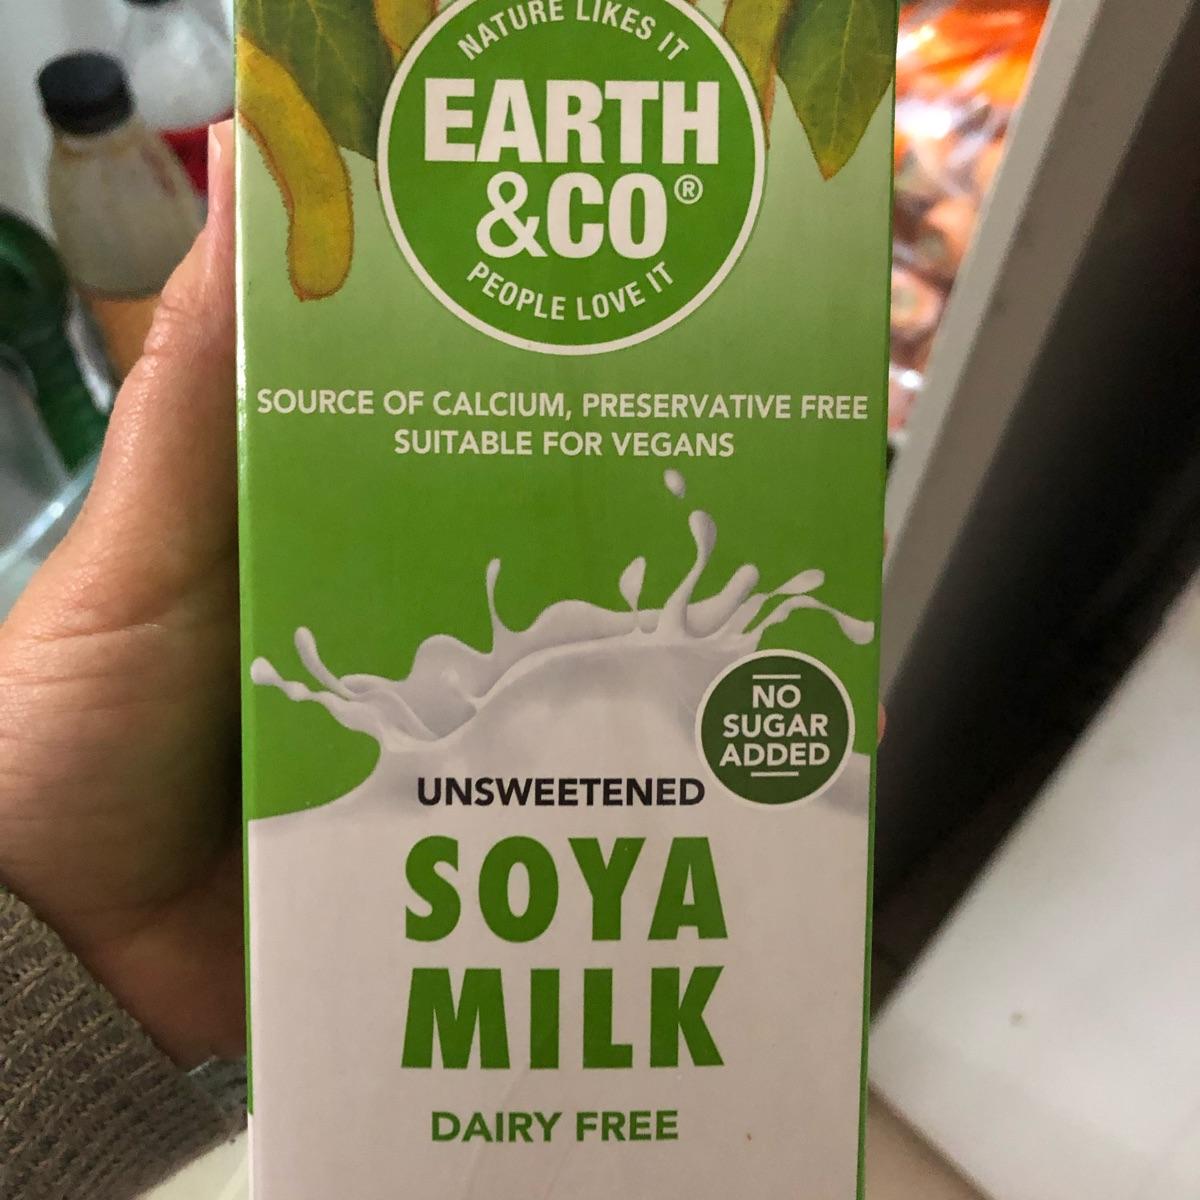 NATURE LIKES IT
EARTH
&CO®
PEOPLE LOVE IT
SOURCE OF CALCIUM, PRESERVATIVE FREE
SUITABLE FOR VEGANS
NO
SUGAR
ADDED
UNSWEETENED
SOYA
MILK
DAIRY FREE